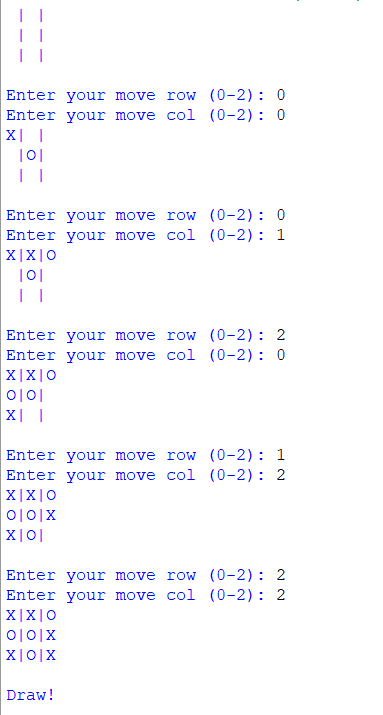 | |
 | |
 | |

Enter your move row (0-2): 0
Enter your move col (0-2): 0
X| |
 |O|
 | |

Enter your move row (0-2): 0
Enter your move col (0-2): 1
X|X|O
 |O|
 | |

Enter your move row (0-2): 2
Enter your move col (0-2): 0
X|X|O
O|O|
X| |

Enter your move row (0-2): 1
Enter your move col (0-2): 2
X|X|O
O|O|X
X|O|

Enter your move row (0-2): 2
Enter your move col (0-2): 2
X|X|O
O|O|X
X|O|X

Draw!